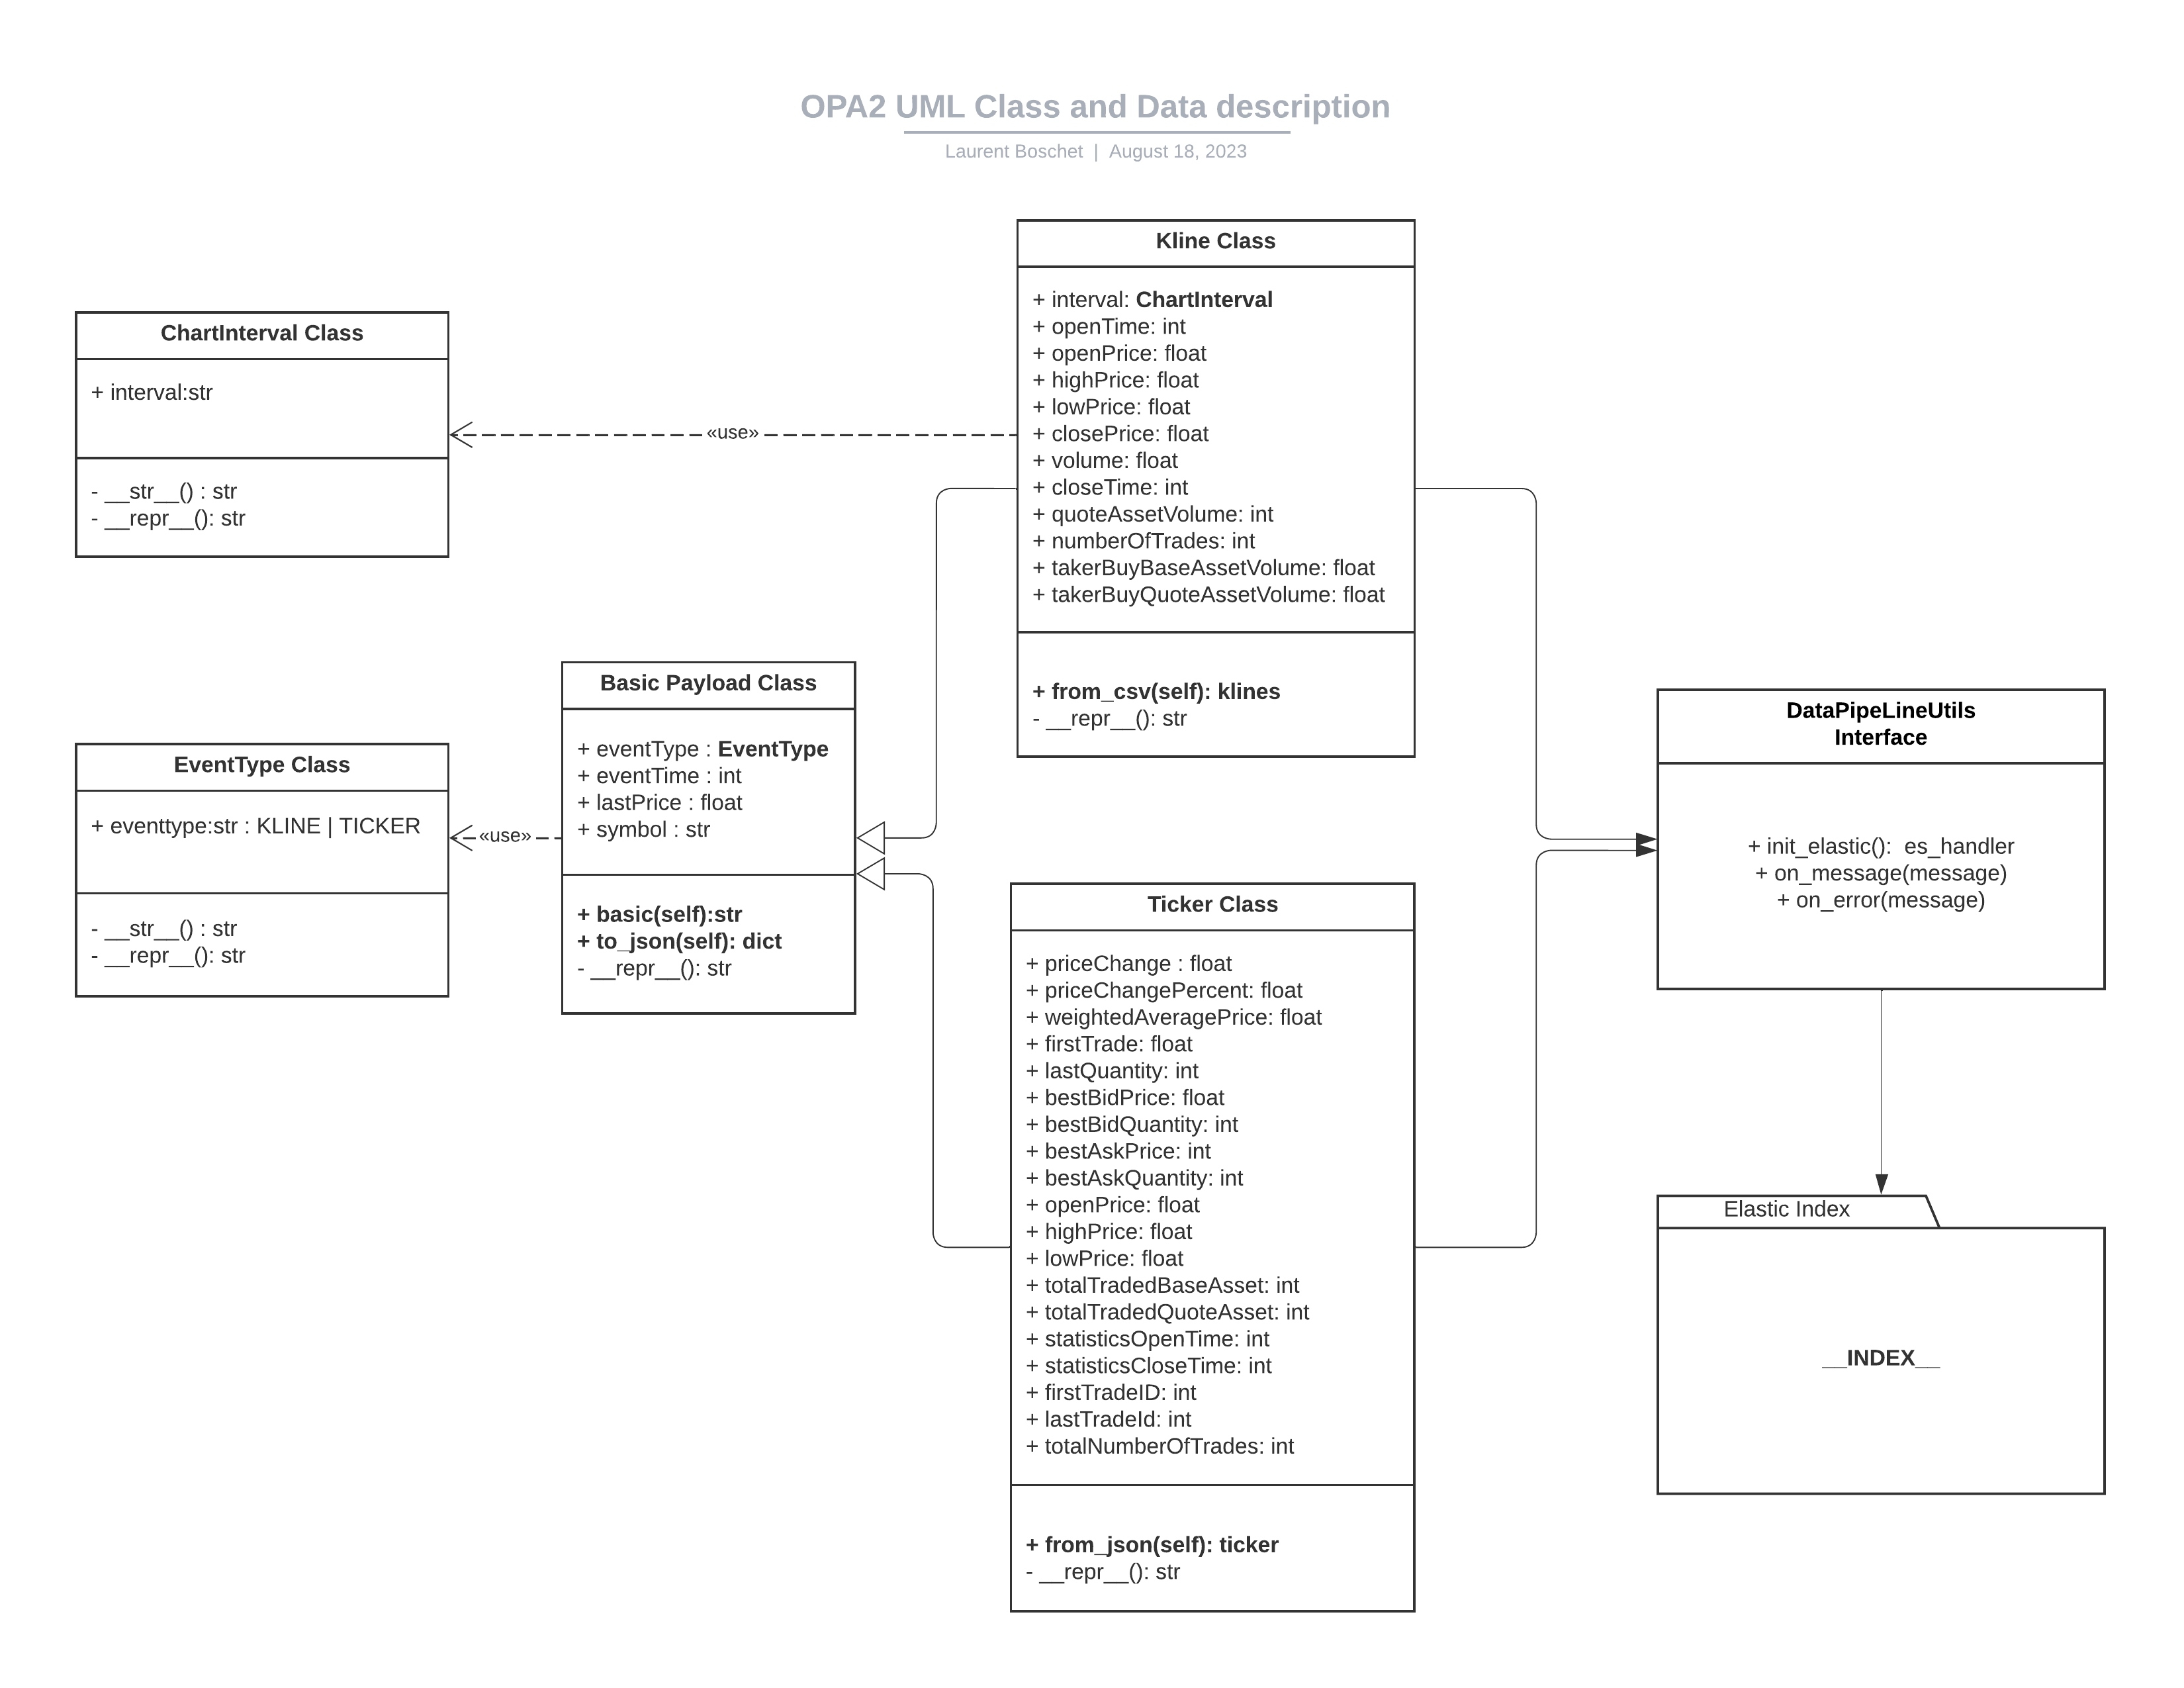 OPA2 UML Class and Data description
Laurent Boschet | August 18, 2023
ChartInterval Class
+ interval:str
- __str__() : str
- __repr__(): str
«use»
Kline Class
+ interval: ChartInterval
+ openTime: int
+ openPrice: float
+ highPrice: float
+ lowPrice: float
+ closePrice: float
+ volume: float
+ closeTime: int
+ quoteAssetVolume: int
+ numberOfTrades: int
+ takerBuyBaseAssetVolume: float
+ takerBuyQuoteAssetVolume: float
+ from_csv(self): klines
- __repr__(): str
EventType Class
+ eventtype:str : KLINE | TICKER
- __str__() : str
- __repr__(): str
«use»
Basic Payload Class
+ eventType : EventType
+ eventTime : int
+ lastPrice : float
+ symbol : str
+ basic(self):str
+ to_json(self): dict
- __repr__(): str
Ticker Class
+ priceChange : float
+ priceChangePercent: float
+ weightedAveragePrice: float
+ firstTrade: float
+ lastQuantity: int
+ bestBidPrice: float
+ bestBidQuantity: int
+ bestAskPrice: int
+ bestAskQuantity: int
+ openPrice: float
+ highPrice: float
+ lowPrice: float
+ totalTradedBaseAsset: int
+ totalTradedQuoteAsset: int
+ statisticsOpenTime: int
+ statisticsCloseTime: int
+ firstTradeID: int
+ lastTradeId: int
+ totalNumberOfTrades: int
+ from_json(self): ticker
- __repr__(): str
DataPipeLineUtils
Interface
+ init_elastic():  es_handler
+ on_message(message)
+ on_error(message)
Elastic Index
__INDEX__